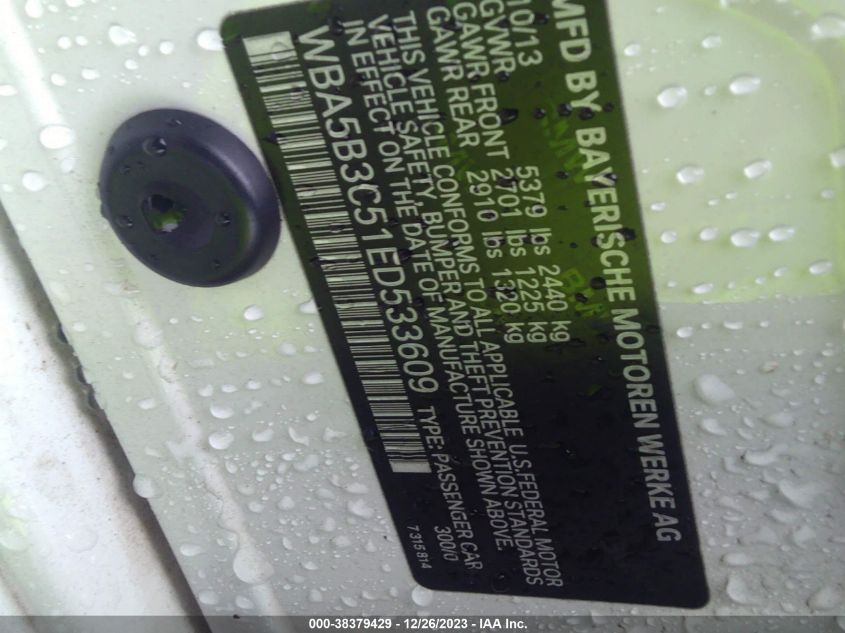 MFD BY BAYERISCHE MOTOREN WERKE AG
10/13
GVWR 5379 lbs 2440 kg
GAWR FRONT 2701 lbs 1225 kg
GAWR REAR 2910 lbs 1320 kg
THIS VEHICLE CONFORMS TO ALL APPLICABLE U.S.FEDERAL MOTOR
VEHICLE SAFETY, BUMPER AND THEFT PREVENTION STANDARDS
IN EFFECT ON THE DATE OF MANUFACTURE SHOWN ABOVE.
WBA5B3C51ED533609 TYPE: PASSENGER CAR
300/0
7 315 814
000-38379429 - 12/26/2023 - IAA Inc.